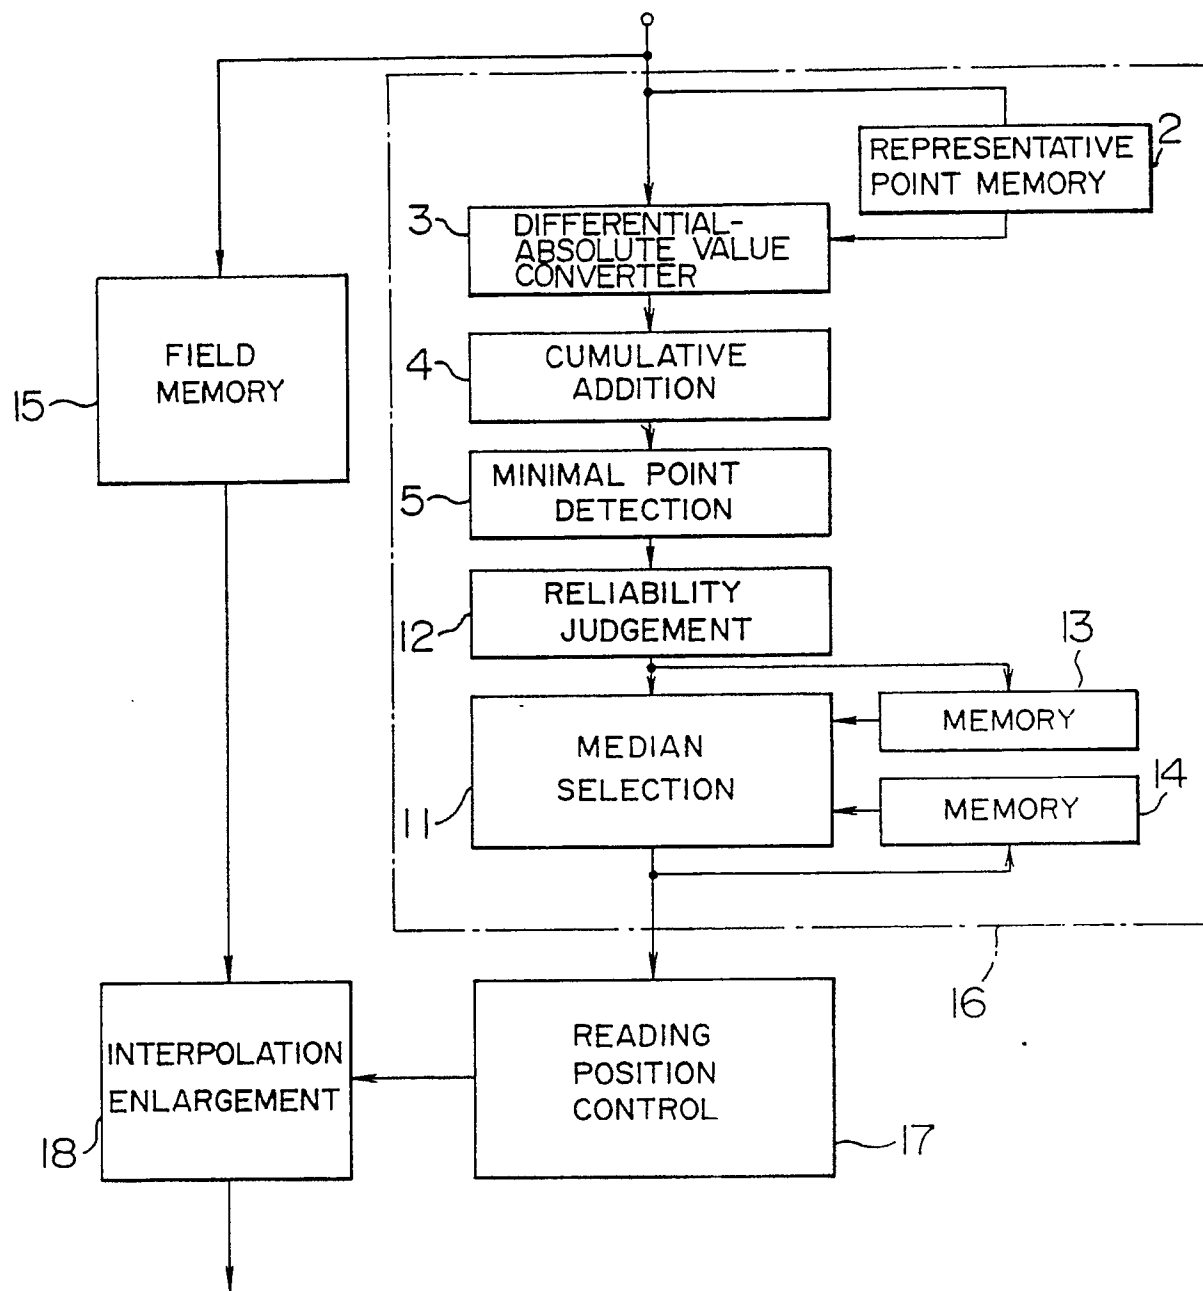 REPRESENTATIVE
POINT MEMORY
2
3
DIFFERENTIAL-
ABSOLUTE VALUE
CONVERTER
FIELD
MEMORY
15
4
CUMULATIVE
ADDITION
5
MINIMAL POINT
DETECTION
12
RELIABILITY
JUDGEMENT
13
MEMORY
MEDIAN
SELECTION
11
14
MEMORY
16
INTERPOLATION
ENLARGEMENT
18
READING
POSITION
CONTROL
17